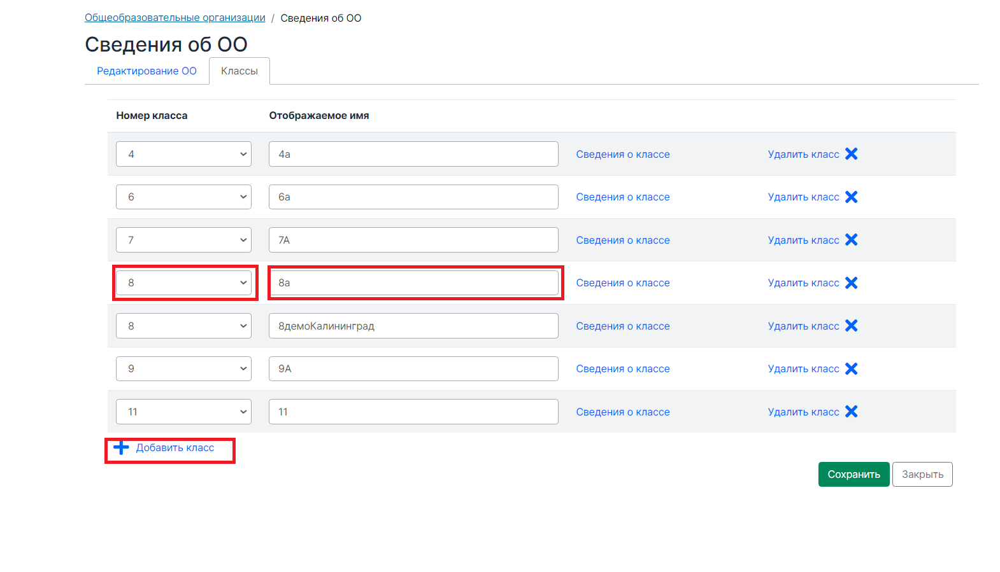 Общеобразовательные организации / Сведения об ОО
Сведения об ОО
Редактирование ОО Классы
Номер класса Отображаемое имя
4 4а Сведения о классе Удалить класс
6 6а Сведения о классе Удалить класс
7 7А Сведения о классе Удалить класс
8 8а Сведения о классе Удалить класс
8 8демоКалининград Сведения о классе Удалить класс
9 9А Сведения о классе Удалить класс
11 11 Сведения о классе Удалить класс
Добавить класс
Сохранить Закрыть